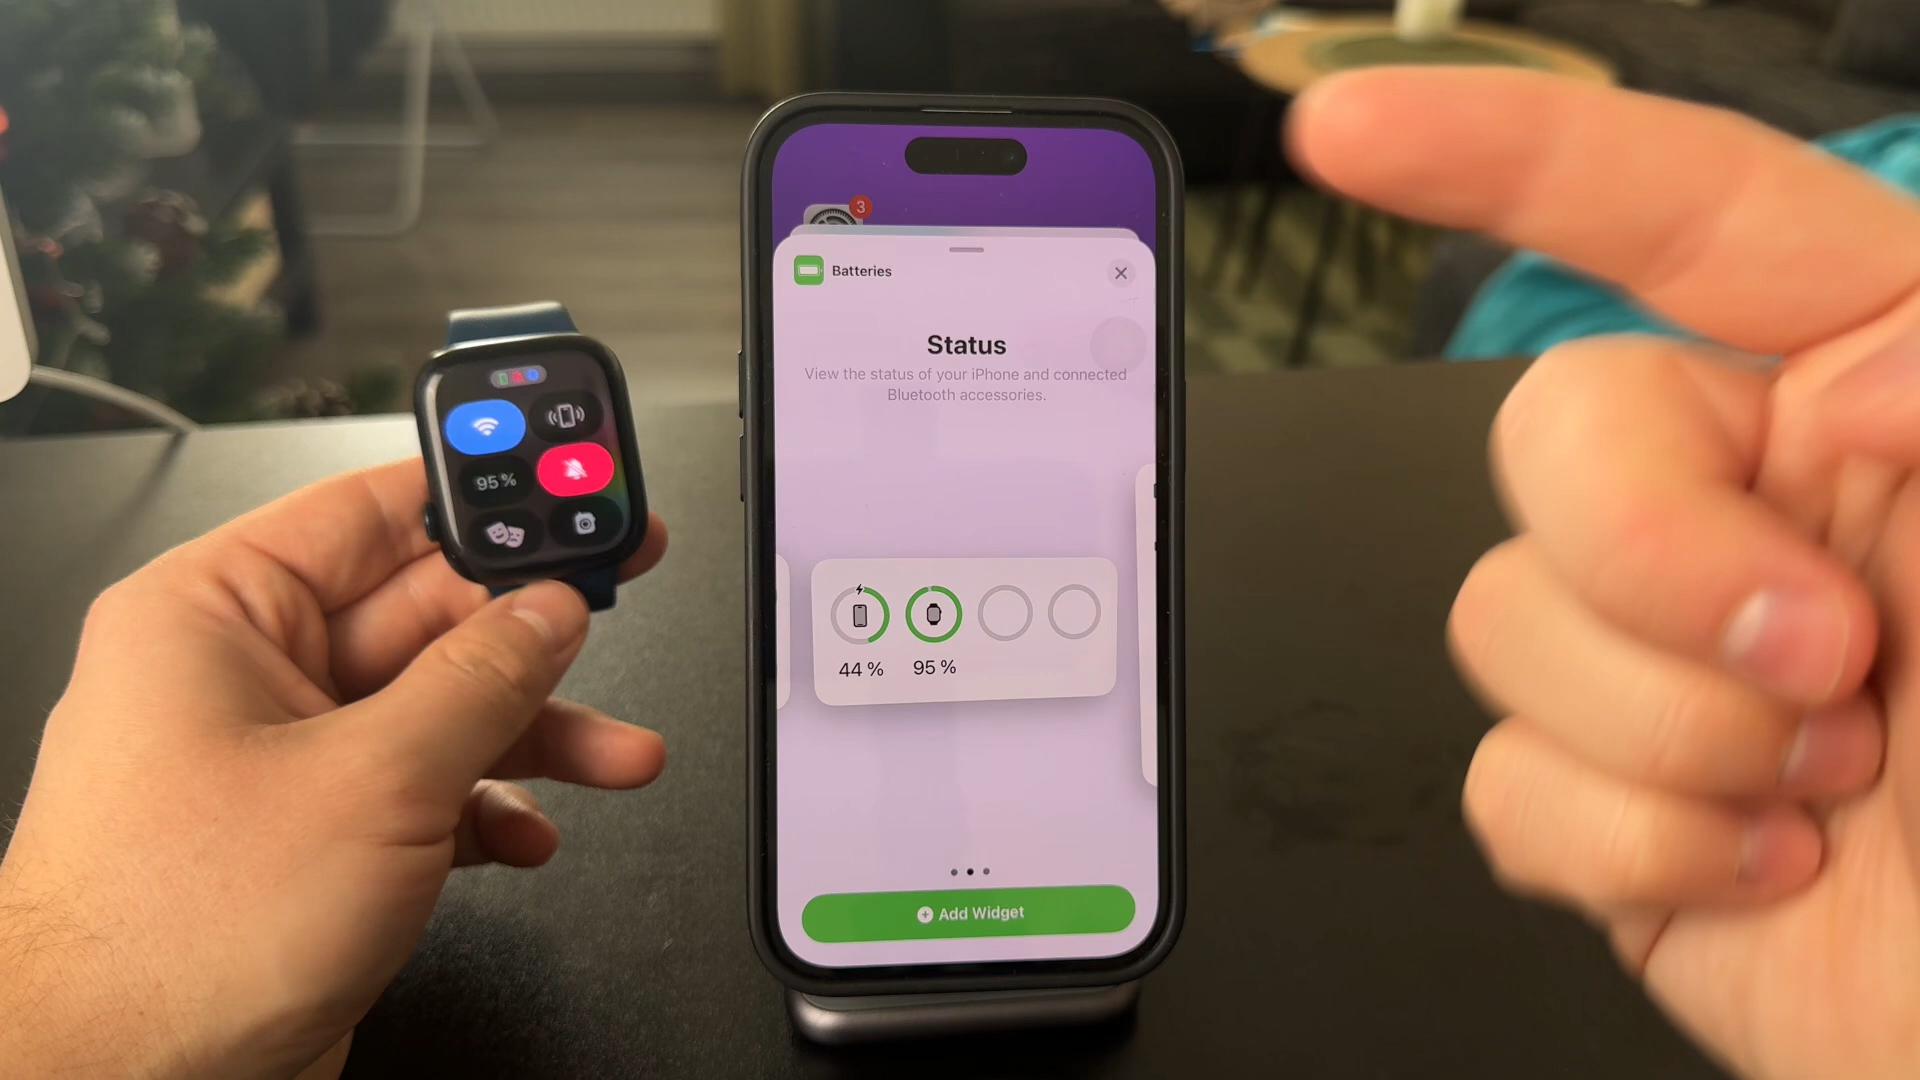 3
Batteries
Status
View the status of your iPhone and connected
Bluetooth accessories.
95%
44 %
95 %
Add Widget